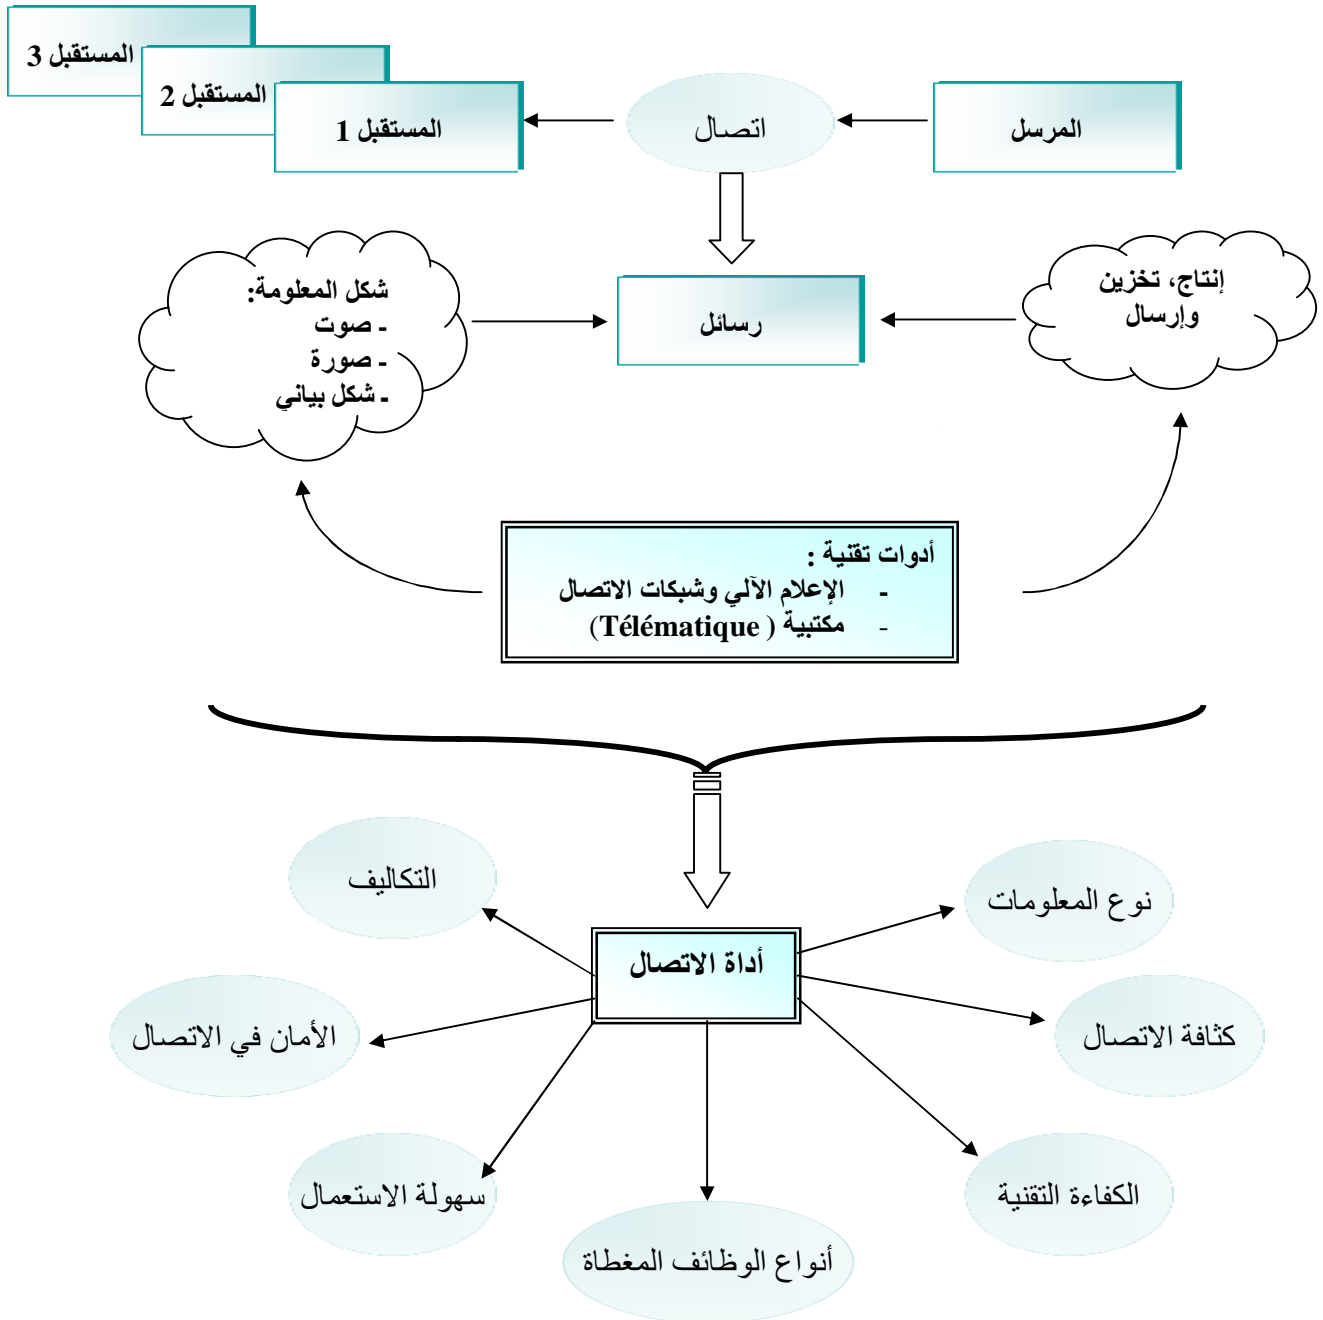 المرسل
اتصال
المستقبل 1
المستقبل 2
المستقبل 3
إنتاج، تخزين
وإرسال
رسائل
شكل المعلومة:
- صوت
- صورة
- شكل بياني
أدوات تقنية :
- الإعلام الآلي وشبكات الاتصال
- مكتبية ( Télématique)
أداة الاتصال
نوع المعلومات
كثافة الاتصال
الكفاءة التقنية
أنواع الوظائف المغطاة
سهولة الاستعمال
الأمان في الاتصال
التكاليف